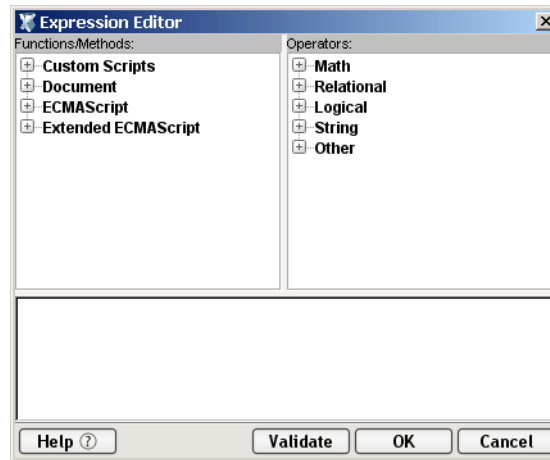 Expression Editor
Functions/Methods:
Operators:
Custom Scripts
Document
ECMAScript
Extended ECMAScript
Math
Relational
Logical
String
Other
Help ?
Validate
OK
Cancel